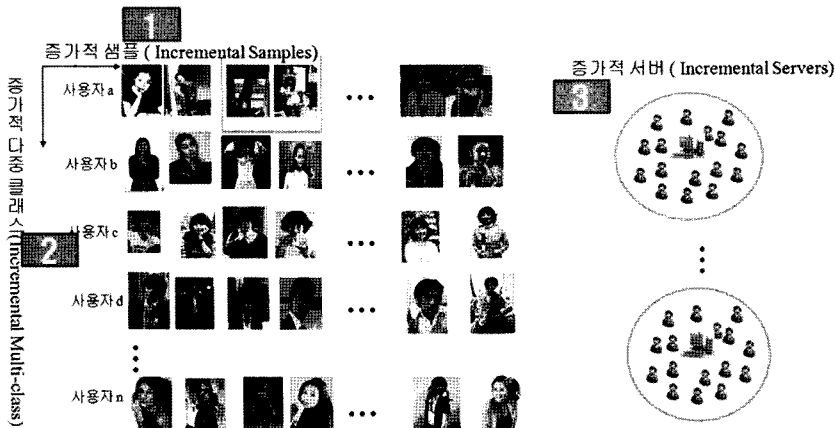 1
증가적 샘플 ( Incremental Samples)
증가적 다중 클래스(Incremental Multi-class)
2
사용자 a
사용자 b
사용자 c
사용자 d
사용자 n
증가적 서버 ( Incremental Servers)
3